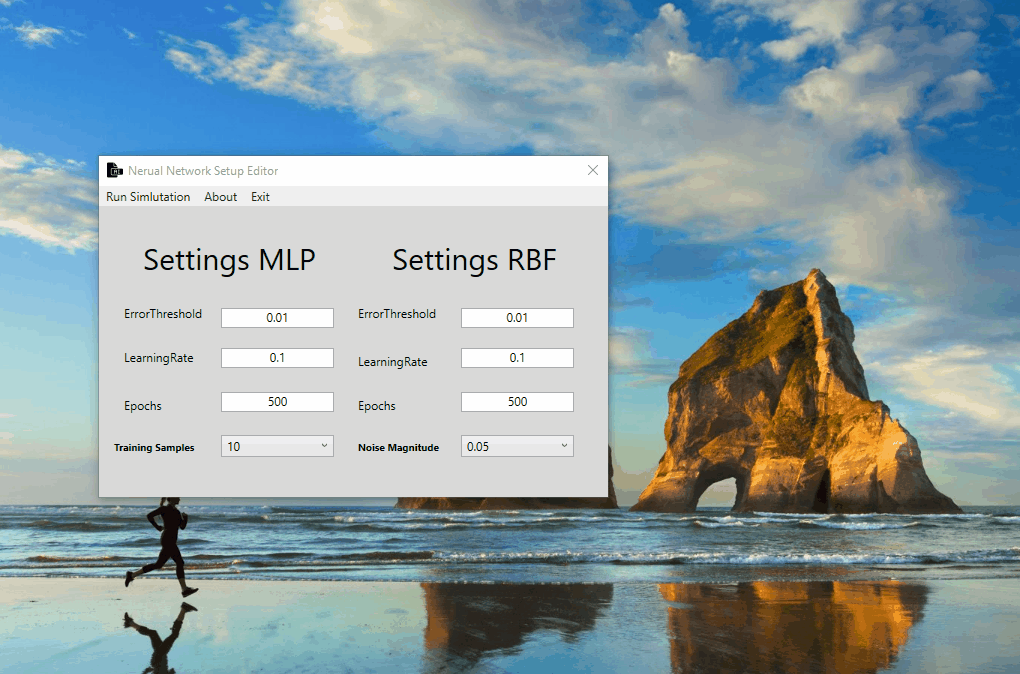 Nerual Network Setup Editor
Run Simlutation About Exit
Settings MLP Settings RBF
ErrorThreshold 0.01 ErrorThreshold 0.01
LearningRate 0.1 LearningRate 0.1
Epochs 500 Epochs 500
Training Samples 10 Noise Magnitude 0.05